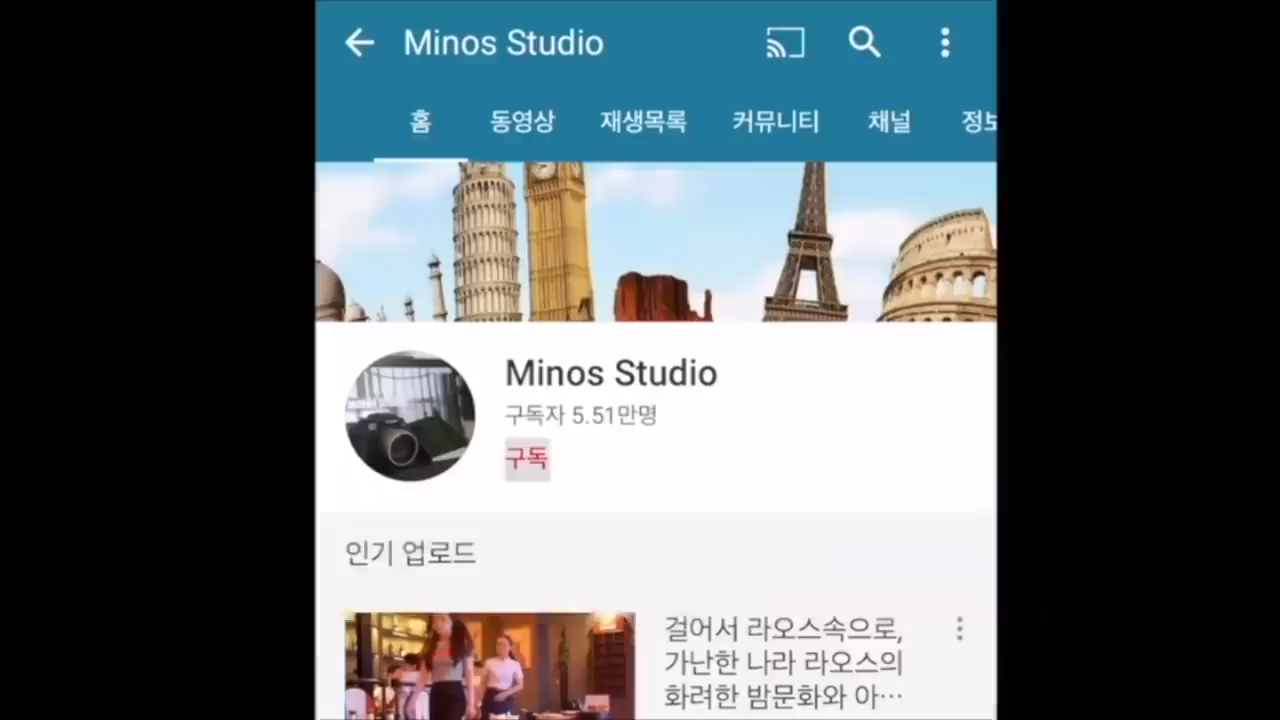 Minos Studio
홈 동영상 재생목록 커뮤니티 채널 정보
Minos Studio
구독자 5.51만명
구독
인기 업로드
걸어서 라오스속으로,
가난한 나라 라오스의
화려한 밤문화와 아…